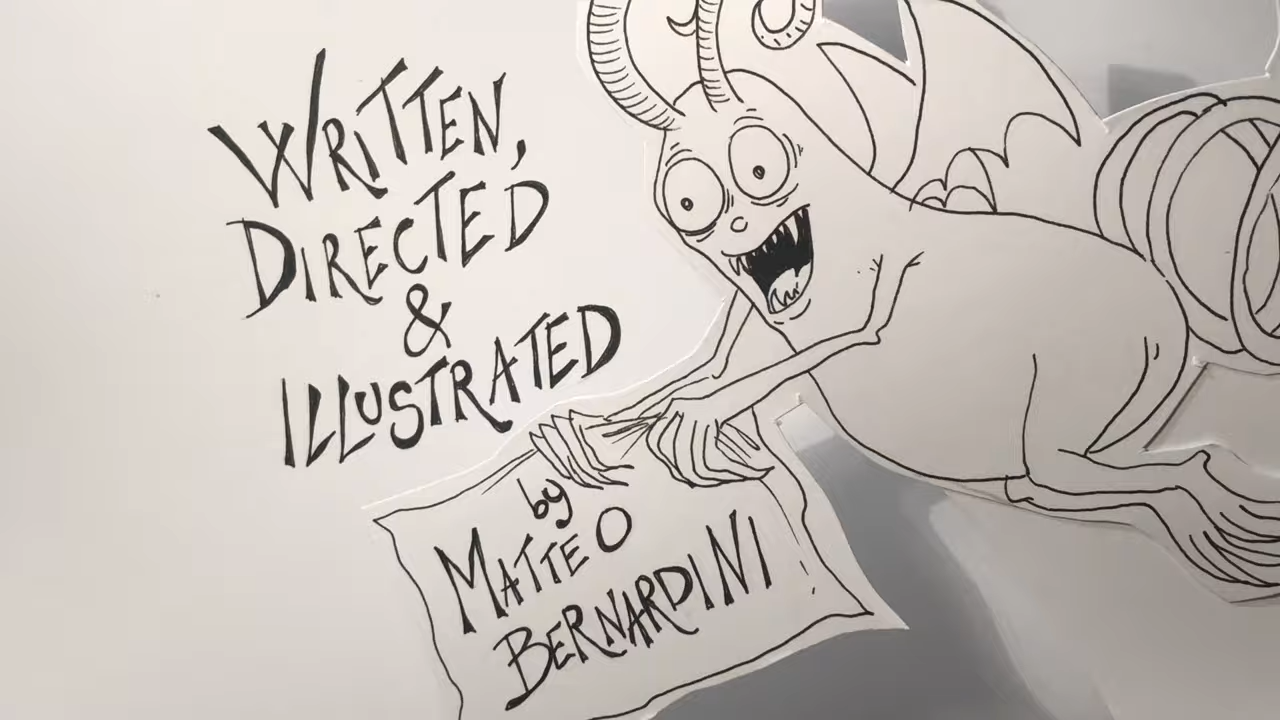 WRiTTEN,
DiRECTED
&
ILLUSTRATED
by
MATTEO
BERNARDINI